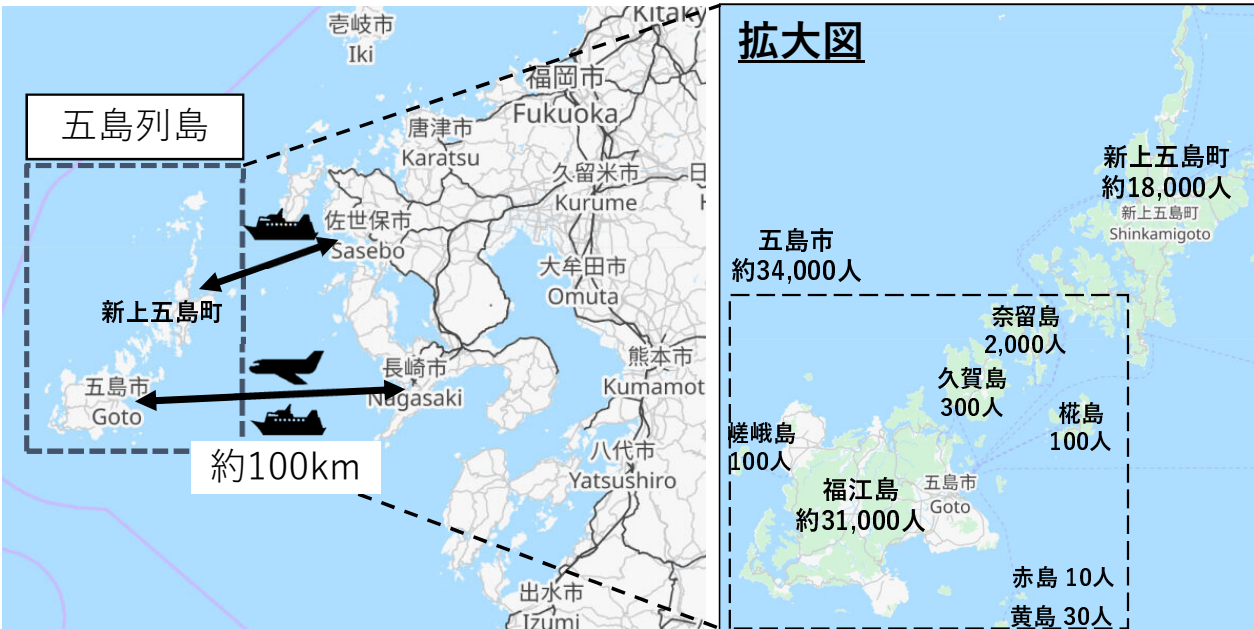 壱岐市
Iki
五島列島
Kitaky
福岡市
Fukuoka
唐津市
Karatsu
久留米市
Kurume
日
佐世保市
Sasebo
大牟田市
Omuta
新上五島町
五島市
Goto
長崎市
Nagasaki
熊本市
Kumamot
約100km
八代市
Yatsushiro
出水市
Izumi
拡大図
新上五島町
約18,000人
新上五島町
Shinkamigoto
五島市
約34,000人
奈留島
2,000人
久賀島
300人
椛島
100人
嵯峨島
100人
福江島
約31,000人
五島市
Goto
赤島 10人
黄島 30人